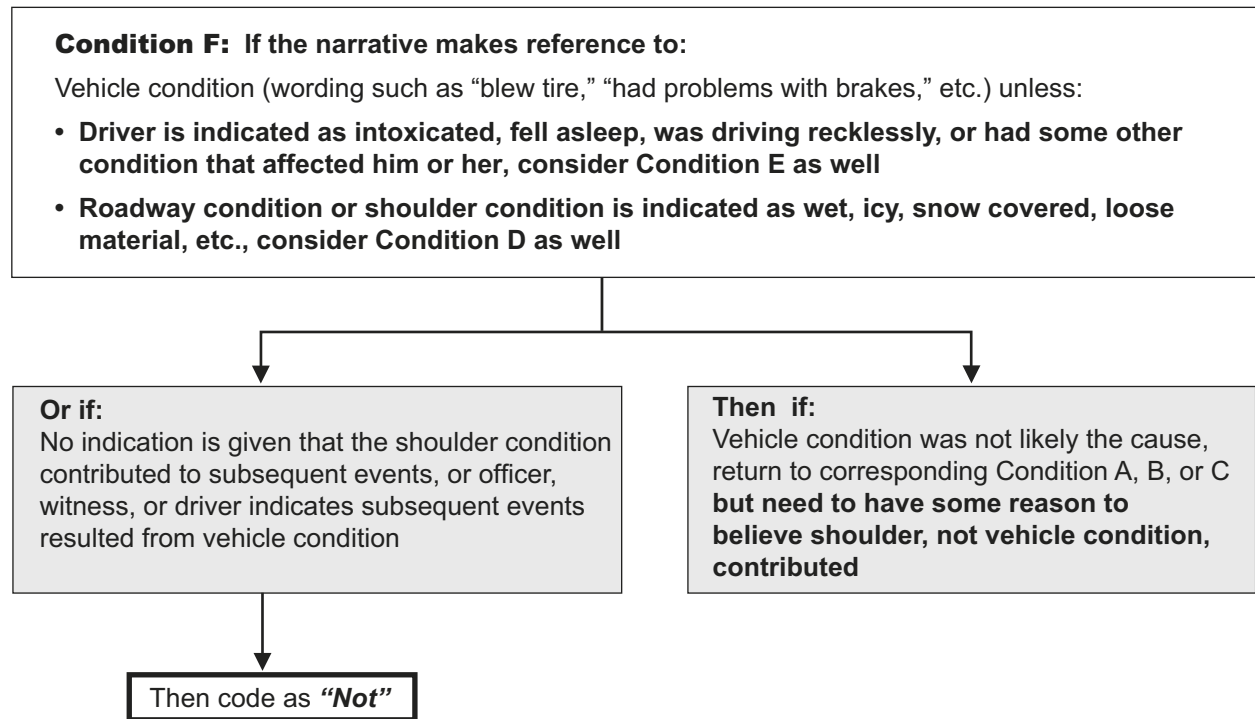 Condition F: If the narrative makes reference to:
Vehicle condition (wording such as “blew tire,” “had problems with brakes,” etc.) unless:
• Driver is indicated as intoxicated, fell asleep, was driving recklessly, or had some other
condition that affected him or her, consider Condition E as well
• Roadway condition or shoulder condition is indicated as wet, icy, snow covered, loose
material, etc., consider Condition D as well
Or if:
No indication is given that the shoulder condition
contributed to subsequent events, or officer,
witness, or driver indicates subsequent events
resulted from vehicle condition
Then if:
Vehicle condition was not likely the cause,
return to corresponding Condition A, B, or C
but need to have some reason to
believe shoulder, not vehicle condition,
contributed
Then code as “Not”